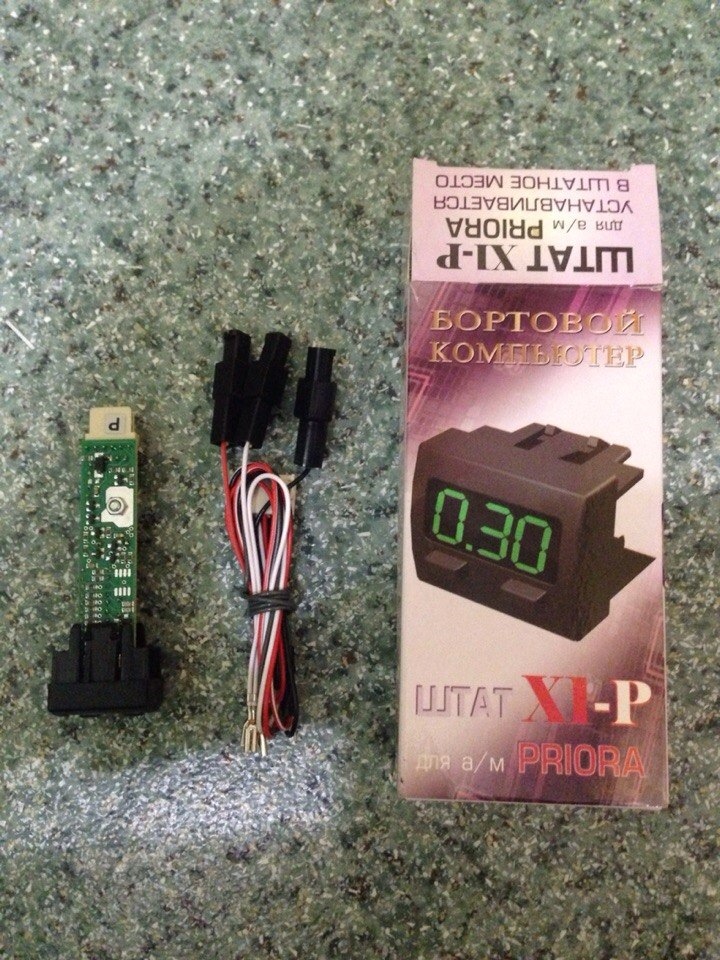 ШТАТ XI-P
для а/м PRIORA
УСТАНАВЛИВАЕТСЯ
В ШТАТНОЕ МЕСТО
БОРТОВОЙ
КОМПЬЮТЕР
0.30
ШТАТ XI-P
для а/м PRIORA
P